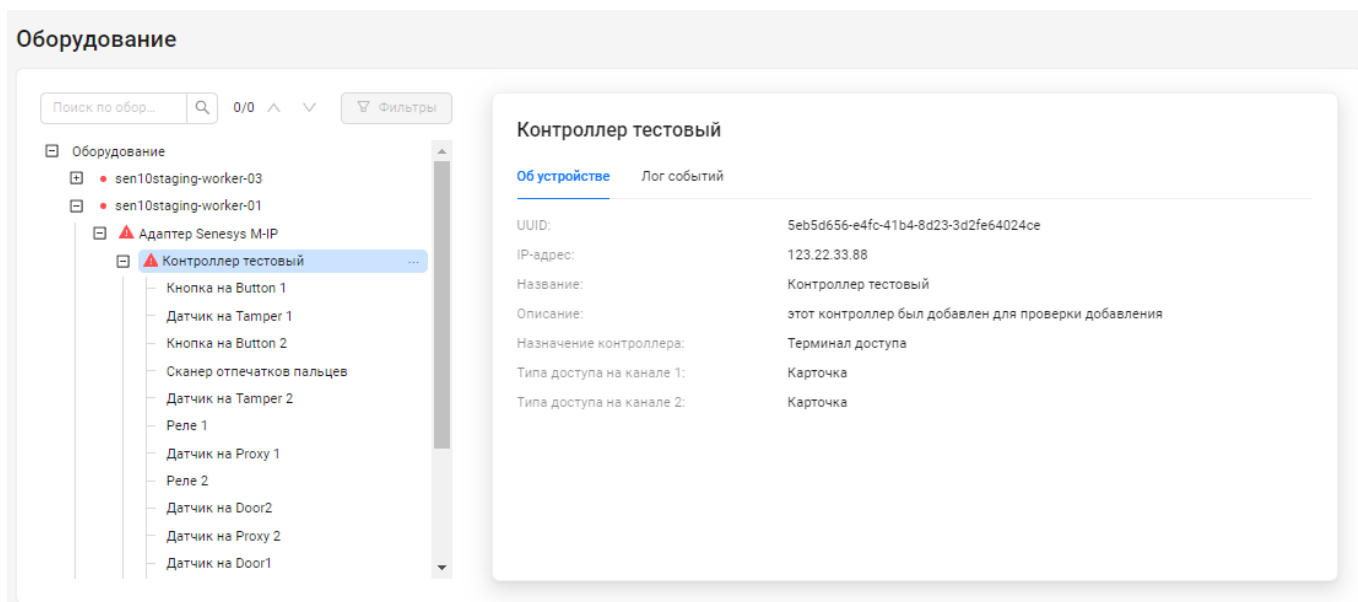 Оборудование
Поиск по обор...
0/0
Фильтры
Оборудование
sen10staging-worker-03
sen10staging-worker-01
Адаптер Senesys M-IP
Контроллер тестовый ...
Кнопка на Button 1
Датчик на Tamper 1
Кнопка на Button 2
Сканер отпечатков пальцев
Датчик на Tamper 2
Реле 1
Датчик на Proxy 1
Реле 2
Датчик на Door2
Датчик на Proxy 2
Датчик на Door1
Контроллер тестовый
Об устройстве Лог событий
UUID: 5eb5d656-e4fc-41b4-8d23-3d2fe64024ce
IP-адрес: 123.22.33.88
Название: Контроллер тестовый
Описание: этот контроллер был добавлен для проверки добавления
Назначение контроллера: Терминал доступа
Типа доступа на канале 1: Карточка
Типа доступа на канале 2: Карточка